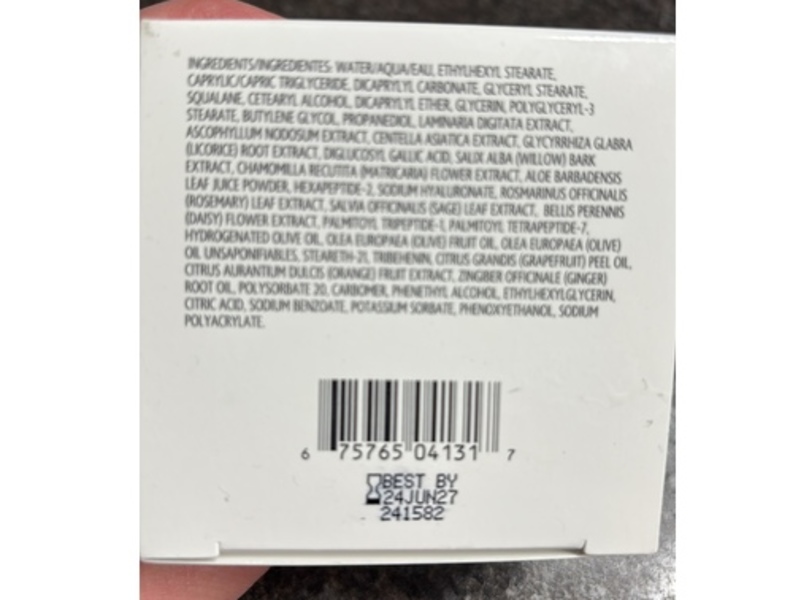 INGREDIENTS/INGREDIENTES: WATER/AQUA/EAU, ETHYLHEXYL STEARATE,
CAPRYLIC/CAPRIC TRIGLYCERIDE, DICAPRYLYL CARBONATE, GLYCERYL STEARATE,
SQUALANE, CETEARYL ALCOHOL, DICAPRYLYL ETHER, GLYCERIN, POLYGLYCERYL-3
STEARATE, BUTYLENE GLYCOL, PROPANEDIOL, LAMINARIA DIGITATA EXTRACT,
ASCOPHYLLUM NODOSUM EXTRACT, CENTELLA ASIATICA EXTRACT, GLYCYRRHIZA GLABRA
(LICORICE) ROOT EXTRACT, DIGLUCOSYL GALLIC ACID, SALIX ALBA (WILLOW) BARK
EXTRACT, CHAMOMILLA RECUTITA (MATRICARIA) FLOWER EXTRACT, ALOE BARBADENSIS
LEAF JUICE POWDER, HEXAPEPTIDE-2, SODIUM HYALURONATE, ROSMARINUS OFFICINALIS
(ROSEMARY) LEAF EXTRACT, SALVIA OFFICINALIS (SAGE) LEAF EXTRACT, BELLIS PERENNIS
(DAISY) FLOWER EXTRACT, PALMITOYL TRIPEPTIDE-1, PALMITOYL TETRAPEPTIDE-7,
HYDROGENATED OLIVE OIL, OLEA EUROPAEA (OLIVE) FRUIT OIL, OLEA EUROPAEA (OLIVE)
OIL UNSAPONIFIABLES, STEARETH-21, TRIBEHENIN, CITRUS GRANDIS (GRAPEFRUIT) PEEL OIL,
CITRUS AURANTIUM DULCIS (ORANGE) FRUIT EXTRACT, ZINGIBER OFFICINALE (GINGER)
ROOT OIL, POLYSORBATE 20, CARBOMER, PHENETHYL ALCOHOL, ETHYLHEXYLGLYCERIN,
CITRIC ACID, SODIUM BENZOATE, POTASSIUM SORBATE, PHENOXYETHANOL, SODIUM
POLYACRYLATE.
6 75765 04131 7
BEST BY
24JUN27
241582